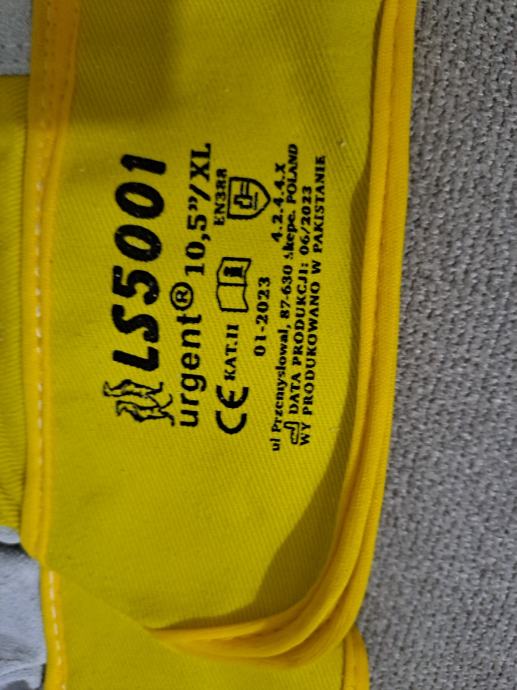 LS5001
urgent® 10,5”/XL
CE KAT.II EN388
01-2023 4.2.4.4.X
ul Przemysłowa1, 87-630 Skępe. POLAND
DATA PRODUKCJI: 06/2023
WYPRODUKOWANO W PAKISTANIE